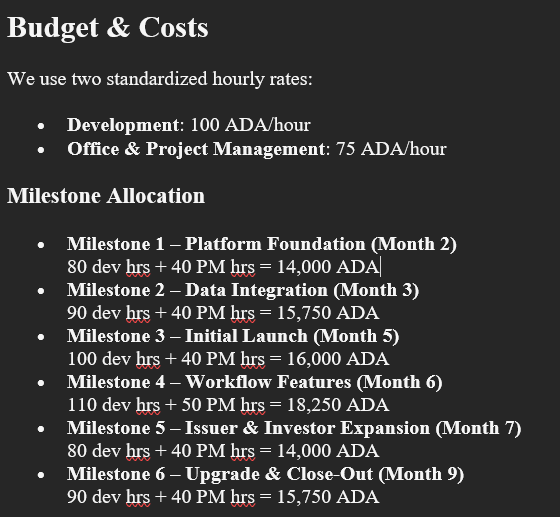 Budget & Costs
We use two standardized hourly rates:
• Development: 100 ADA/hour
• Office & Project Management: 75 ADA/hour
Milestone Allocation
• Milestone 1 – Platform Foundation (Month 2)
80 dev hrs + 40 PM hrs = 14,000 ADA
• Milestone 2 – Data Integration (Month 3)
90 dev hrs + 40 PM hrs = 15,750 ADA
• Milestone 3 – Initial Launch (Month 5)
100 dev hrs + 40 PM hrs = 16,000 ADA
• Milestone 4 – Workflow Features (Month 6)
110 dev hrs + 50 PM hrs = 18,250 ADA
• Milestone 5 – Issuer & Investor Expansion (Month 7)
80 dev hrs + 40 PM hrs = 14,000 ADA
• Milestone 6 – Upgrade & Close-Out (Month 9)
90 dev hrs + 40 PM hrs = 15,750 ADA